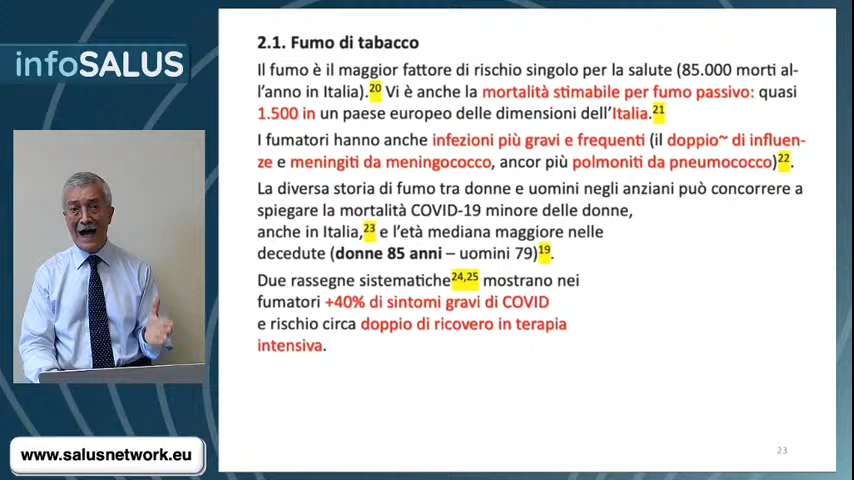 infoSALUS
2.1. Fumo di tabacco
Il fumo è il maggior fattore di rischio singolo per la salute (85.000 morti al-
l'anno in Italia).20 Vi è anche la mortalità stimabile per fumo passivo: quasi
1.500 in un paese europeo delle dimensioni dell'Italia.21
I fumatori hanno anche infezioni più gravi e frequenti (il doppio~ di influen-
ze e meningiti da meningococco, ancor più polmoniti da pneumococco)22.
La diversa storia di fumo tra donne e uomini negli anziani può concorrere a
spiegare la mortalità COVID-19 minore delle donne,
anche in Italia,23 e l'età mediana maggiore nelle
decedute (donne 85 anni – uomini 79)19.
Due rassegne sistematiche24,25 mostrano nei
fumatori +40% di sintomi gravi di COVID
e rischio circa doppio di ricovero in terapia
intensiva.
www.salusnetwork.eu
23